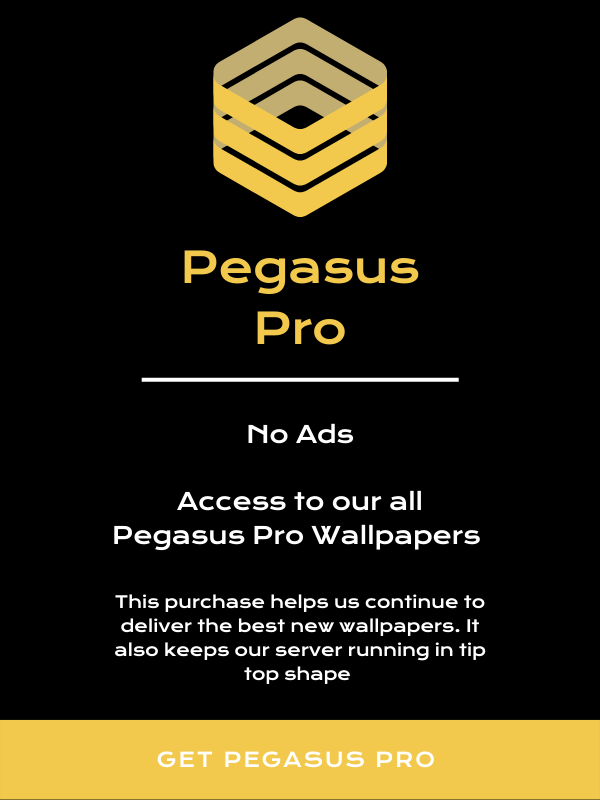 Pegasus
Pro
No Ads
Access to our all
Pegasus Pro Wallpapers
This purchase helps us continue to
deliver the best new wallpapers. It
also keeps our server running in tip
top shape
GET PEGASUS PRO